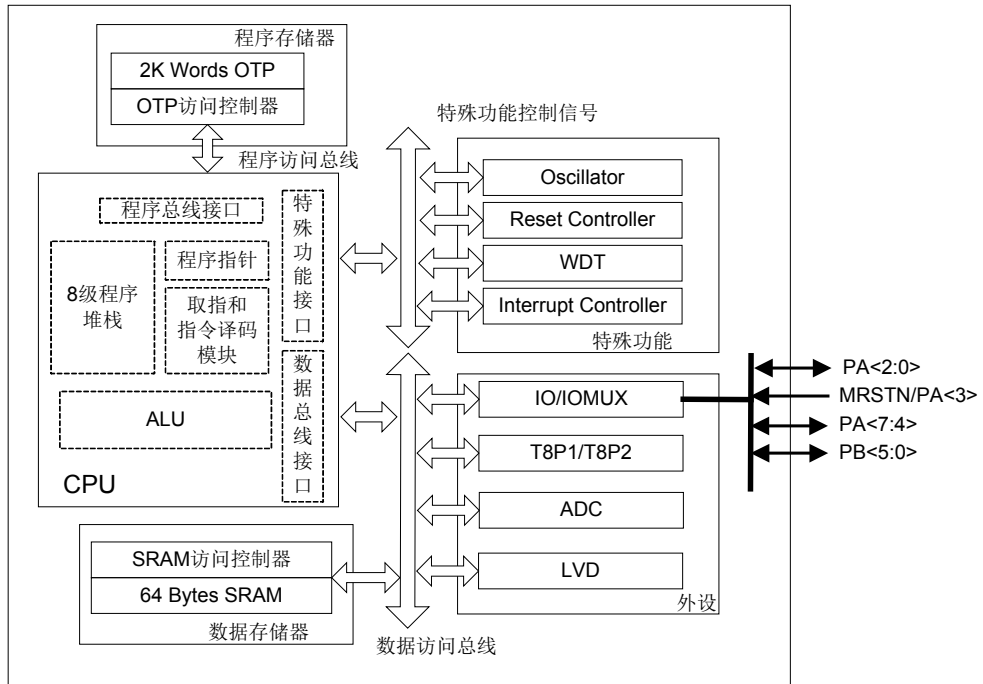 程序存储器
2K Words OTP
OTP访问控制器
程序访问总线
特殊功能控制信号
程序总线接口
8级程序
堆栈
程序指针
取指和
指令译码
模块
ALU
CPU
特
殊
功
能
接
口
数
据
总
线
接
口
Oscillator
Reset Controller
WDT
Interrupt Controller
特殊功能
IO/IOMUX
T8P1/T8P2
ADC
LVD
外设
PA<2:0>
MRSTN/PA<3>
PA<7:4>
PB<5:0>
SRAM访问控制器
64 Bytes SRAM
数据存储器
数据访问总线